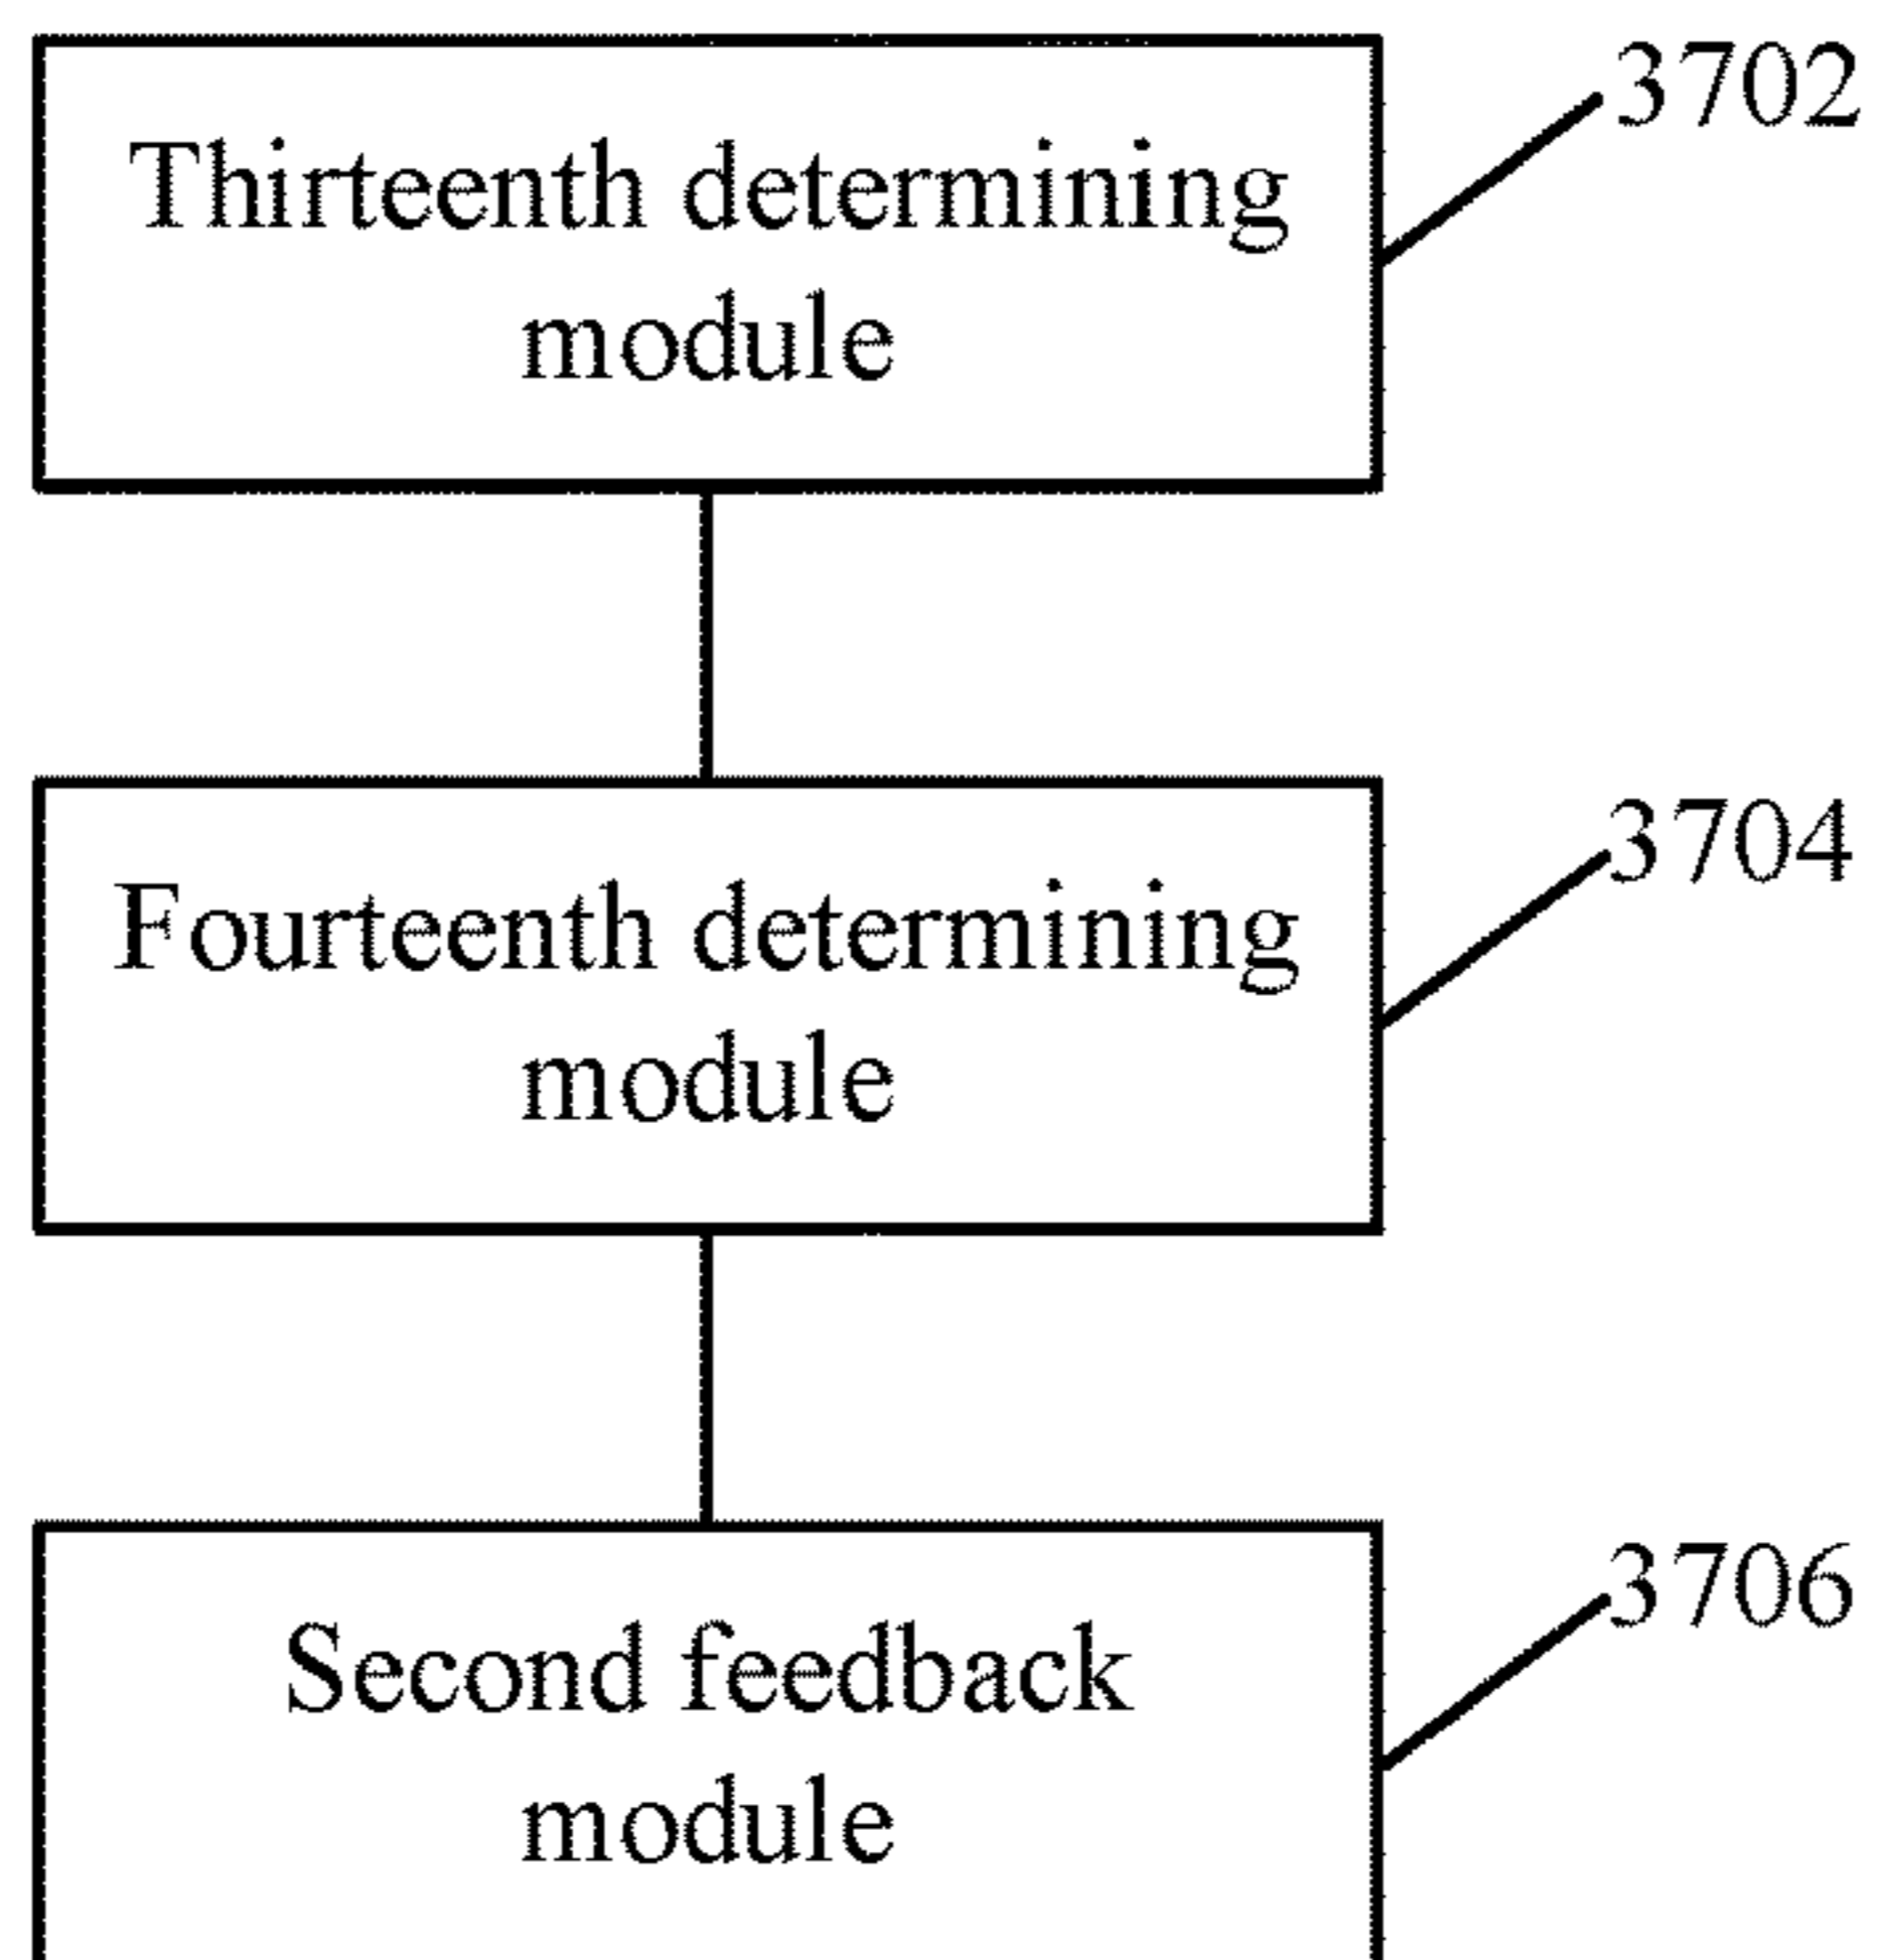 3702
Thirteenth determining
module
3704
Fourteenth determining
module
3706
Second feedback
module